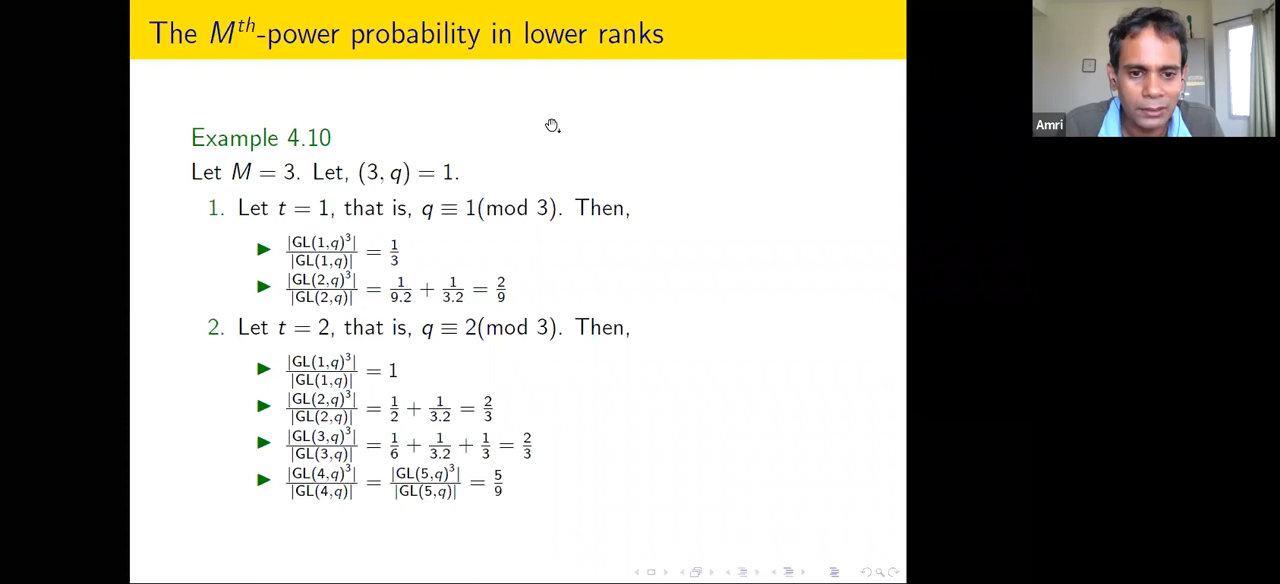 The M^th-power probability in lower ranks
Amri
Example 4.10
Let M = 3. Let, (3, q) = 1.
1. Let t = 1, that is, q ≡ 1(mod 3). Then,
▶ |GL(1,q)^3| / |GL(1,q)| = 1/3
▶ |GL(2,q)^3| / |GL(2,q)| = 1/9.2 + 1/3.2 = 2/9
2. Let t = 2, that is, q ≡ 2(mod 3). Then,
▶ |GL(1,q)^3| / |GL(1,q)| = 1
▶ |GL(2,q)^3| / |GL(2,q)| = 1/2 + 1/3.2 = 2/3
▶ |GL(3,q)^3| / |GL(3,q)| = 1/6 + 1/3.2 + 1/3 = 2/3
▶ |GL(4,q)^3| / |GL(4,q)| = |GL(5,q)^3| / |GL(5,q)| = 5/9